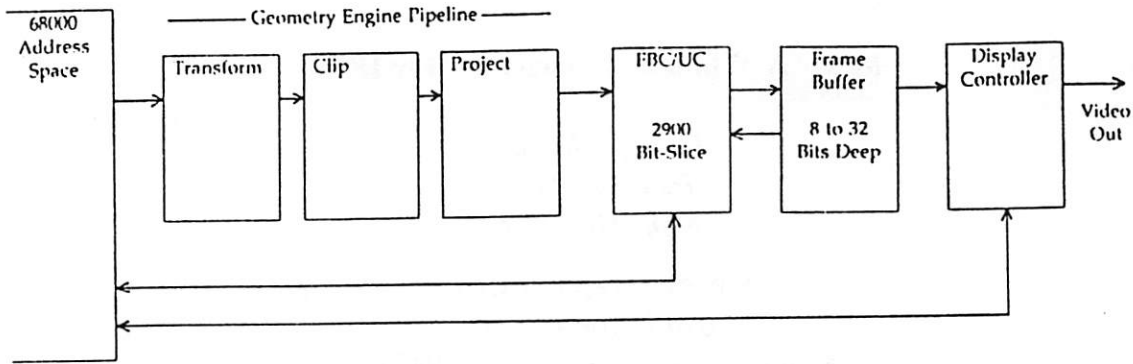 68000
Address
Space
Geometry Engine Pipeline
Transform
Clip
Project
FBC/UC
2900
Bit-Slice
Frame
Buffer
8 to 32
Bits Deep
Display
Controller
Video
Out